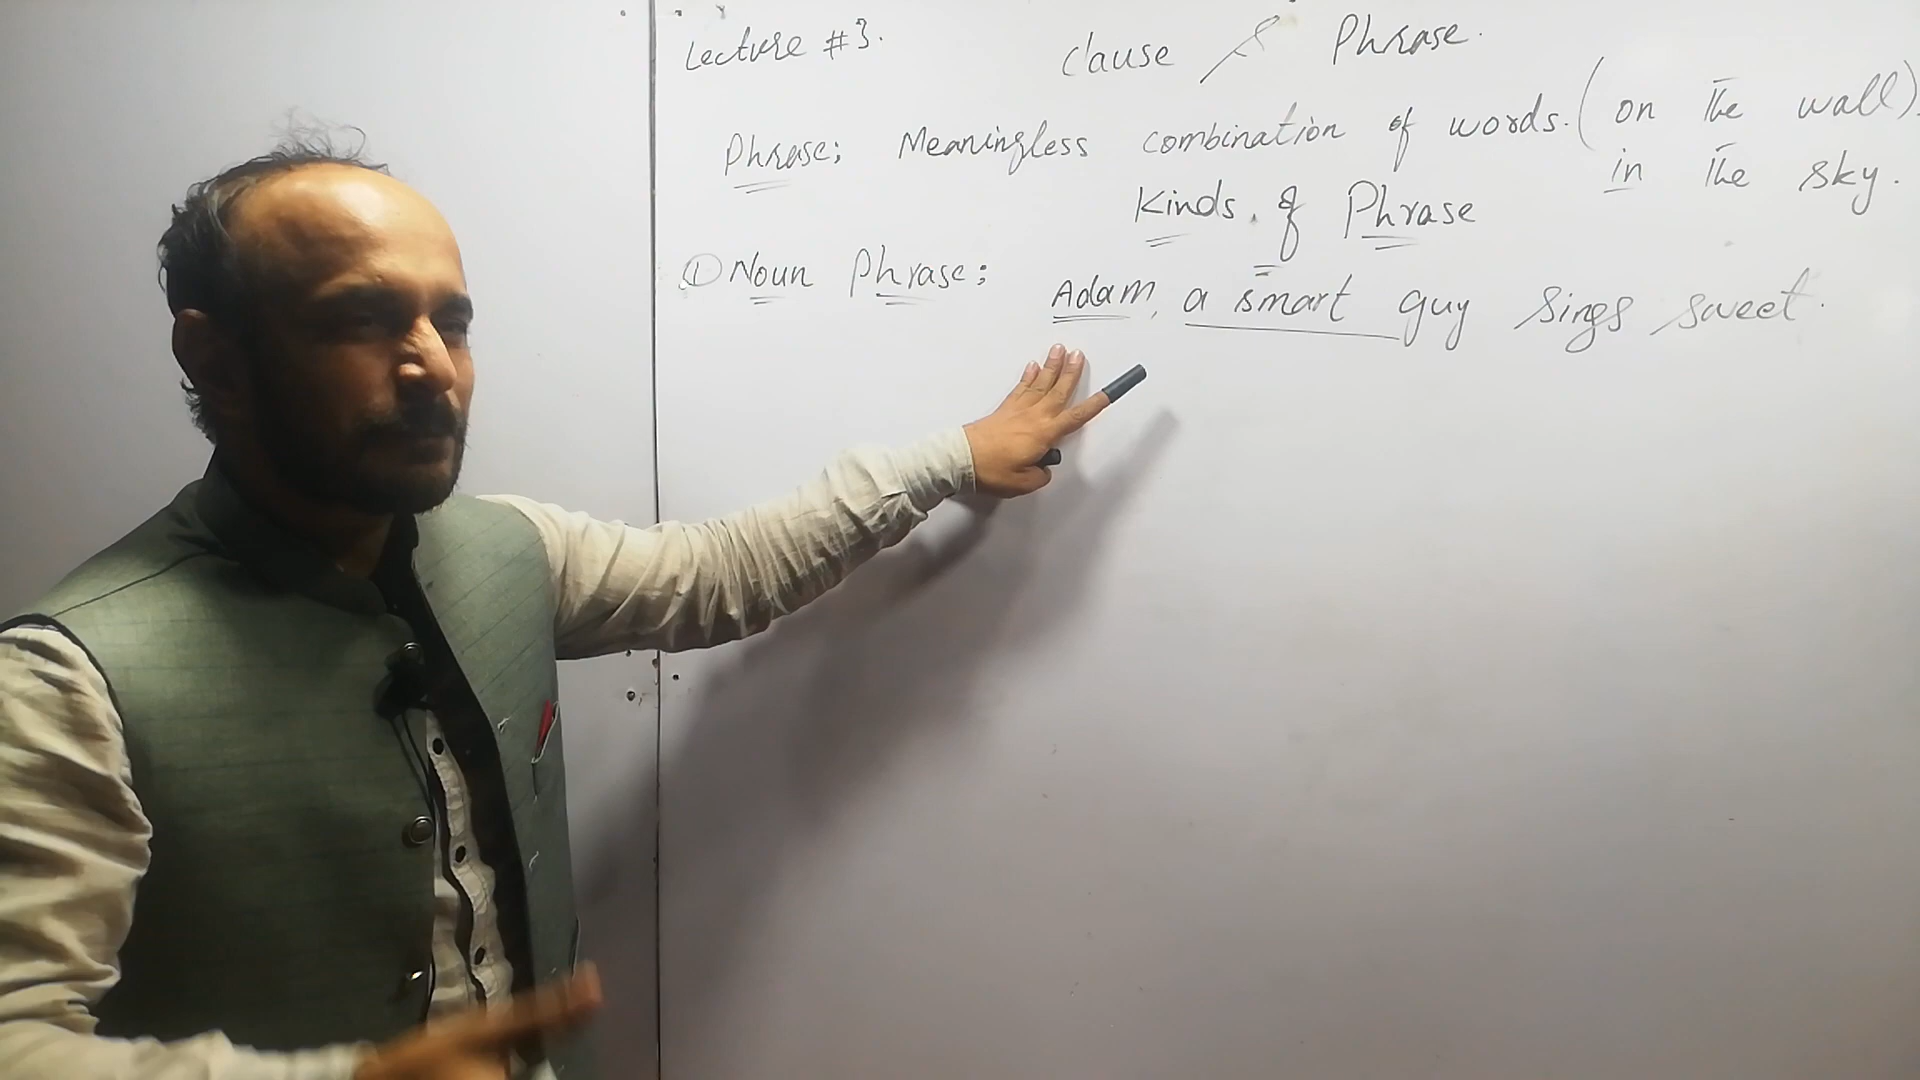 Lecture #3. Clause & Phrase.
Phrase: Meaningless combination of words. (on the wall).
in the sky.
Kinds of Phrase
① Noun Phrase: Adam, a smart guy sings sweet.